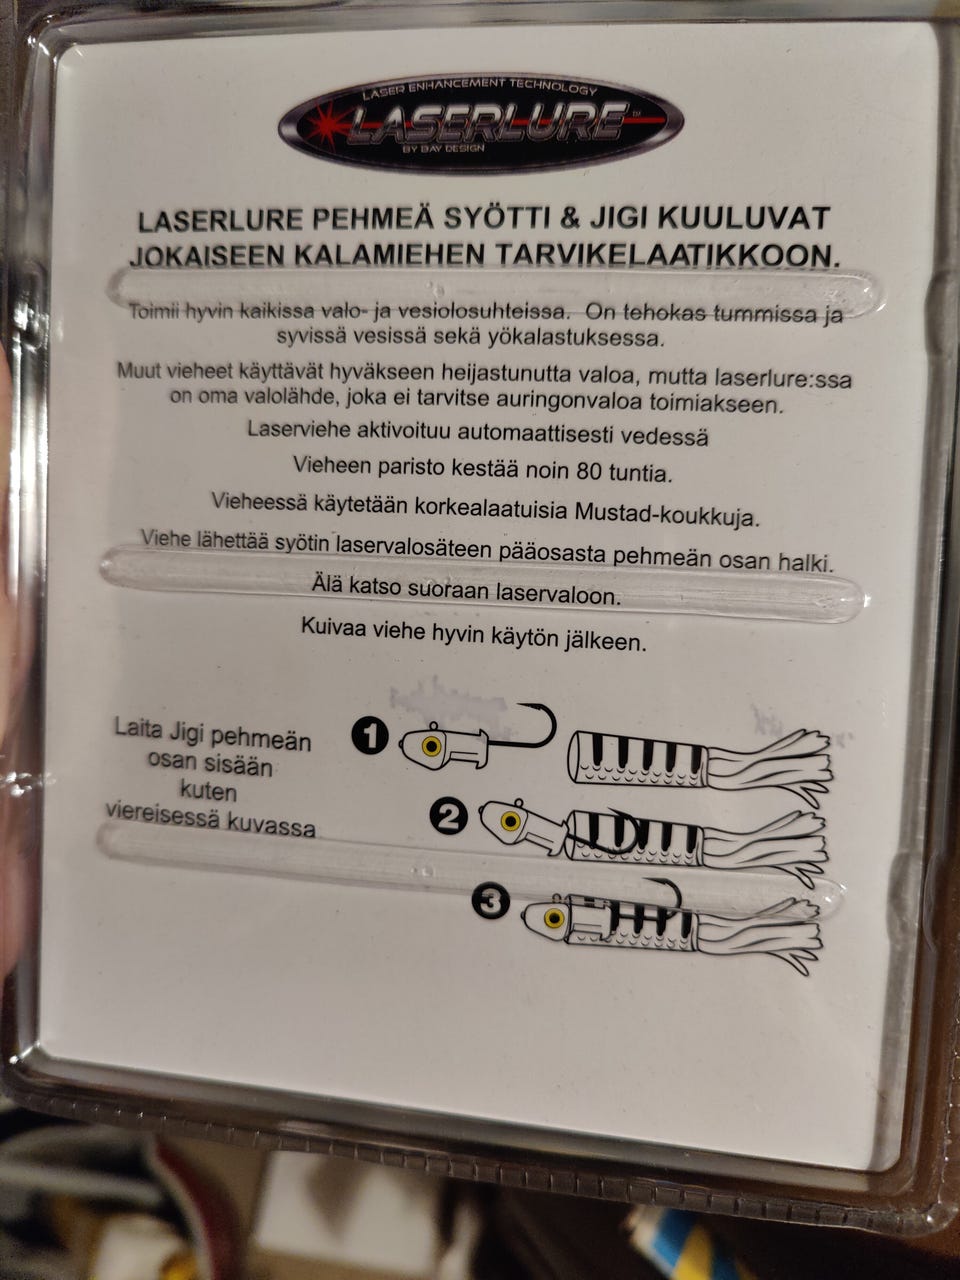 LASER ENHANCEMENT TECHNOLOGY
LASERLURE™
BY BAY DESIGN
LASERLURE PEHMEÄ SYÖTTI & JIGI KUULUVAT
JOKAISEEN KALAMIEHEN TARVIKELAATIKKOON.
Toimii hyvin kaikissa valo- ja vesiolosuhteissa. On tehokas tummissa ja
syvissä vesissä sekä yökalastuksessa.
Muut vieheet käyttävät hyväkseen heijastunutta valoa, mutta laserlure:ssa
on oma valolähde, joka ei tarvitse auringonvaloa toimiakseen.
Laserviehe aktivoituu automaattisesti vedessä
Vieheen paristo kestää noin 80 tuntia.
Vieheessä käytetään korkealaatuisia Mustad-koukkuja.
Viehe lähettää syötin laservalosäteen pääosasta pehmeän osan halki.
Älä katso suoraan laservaloon.
Kuivaa viehe hyvin käytön jälkeen.
Laita Jigi pehmeän
osan sisään
kuten
viereisessä kuvassa
1
2
3